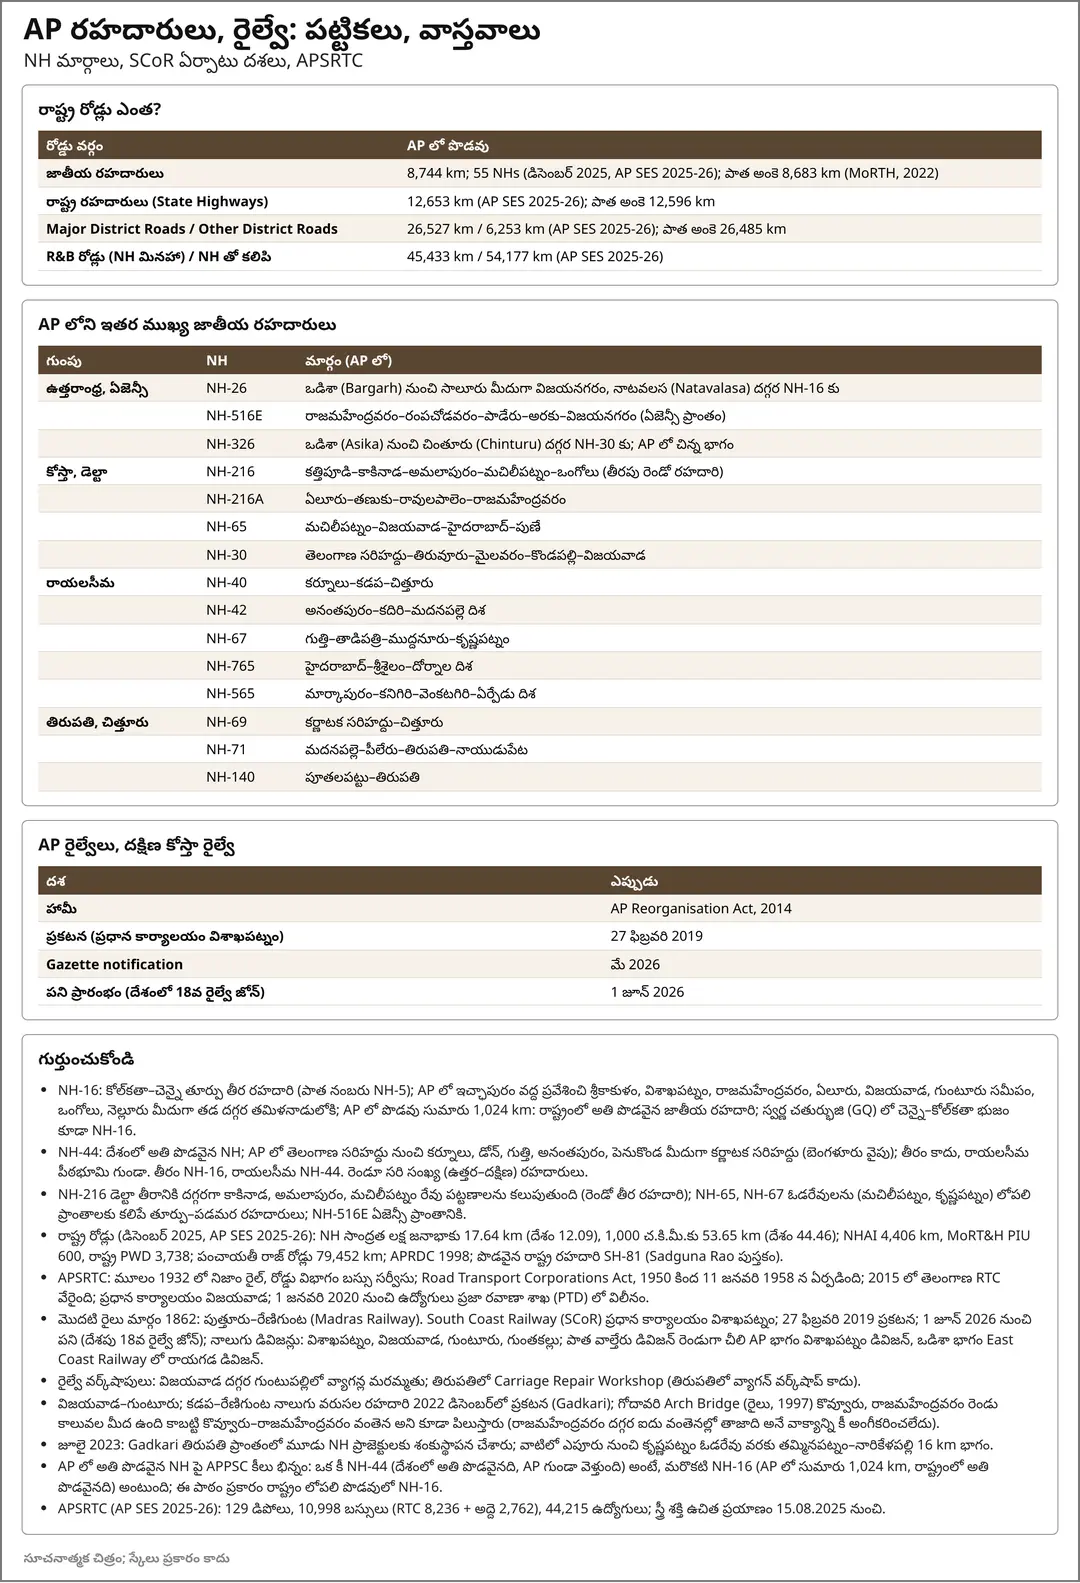 AP రహదారులు, రైల్వే: పట్టికలు, వాస్తవాలు
NH మార్గాలు, SCoR ఏర్పాటు దశలు, APSRTC
రాష్ట్ర రోడ్లు ఎంత?
రోడ్డు వర్గం AP లో పొడవు
జాతీయ రహదారులు 8,744 km; 55 NHs (డిసెంబర్ 2025, AP SES 2025-26); పాత అంకె 8,683 km (MoRTH, 2022)
రాష్ట్ర రహదారులు (State Highways) 12,653 km (AP SES 2025-26); పాత అంకె 12,596 km
Major District Roads / Other District Roads 26,527 km / 6,253 km (AP SES 2025-26); పాత అంకె 26,485 km
R&B రోడ్లు (NH మినహా) / NH తో కలిపి 45,433 km / 54,177 km (AP SES 2025-26)
AP లోని ఇతర ముఖ్య జాతీయ రహదారులు
గుంపు NH మార్గం (AP లో)
ఉత్తరాంధ్ర, ఏజెన్సీ NH-26 ఒడిశా (Bargarh) నుంచి సాలూరు మీదుగా విజయనగరం, నాటవలస (Natavalasa) దగ్గర NH-16 కు
NH-516E రాజమహేంద్రవరం–రంపచోడవరం–పాడేరు–అరకు–విజయనగరం (ఏజెన్సీ ప్రాంతం)
NH-326 ఒడిశా (Asika) నుంచి చింతూరు (Chinturu) దగ్గర NH-30 కు; AP లో చిన్న భాగం
కోస్తా, డెల్టా NH-216 కత్తిపూడి–కాకినాడ–అమలాపురం–మచిలీపట్నం–ఒంగోలు (తీరపు రెండో రహదారి)
NH-216A ఏలూరు–తణుకు–రావులపాలెం–రాజమహేంద్రవరం
NH-65 మచిలీపట్నం–విజయవాడ–హైదరాబాద్–పుణే
NH-30 తెలంగాణ సరిహద్దు–తిరువూరు–మైలవరం–కొండపల్లి–విజయవాడ
రాయలసీమ NH-40 కర్నూలు–కడప–చిత్తూరు
NH-42 అనంతపురం–కదిరి–మదనపల్లె దిశ
NH-67 గుత్తి–తాడిపత్రి–ముద్దనూరు–కృష్ణపట్నం
NH-765 హైదరాబాద్–శ్రీశైలం–దోర్నాల దిశ
NH-565 మార్కాపురం–కనిగిరి–వెంకటగిరి–ఏర్పేడు దిశ
తిరుపతి, చిత్తూరు NH-69 కర్ణాటక సరిహద్దు–చిత్తూరు
NH-71 మదనపల్లె–పీలేరు–తిరుపతి–నాయుడుపేట
NH-140 పూతలపట్టు–తిరుపతి
AP రైల్వేలు, దక్షిణ కోస్తా రైల్వే
దశ ఎప్పుడు
హామీ AP Reorganisation Act, 2014
ప్రకటన (ప్రధాన కార్యాలయం విశాఖపట్నం) 27 ఫిబ్రవరి 2019
Gazette notification మే 2026
పని ప్రారంభం (దేశంలో 18వ రైల్వే జోన్) 1 జూన్ 2026
గుర్తుంచుకోండి
• NH-16: కోల్‌కతా–చెన్నై తూర్పు తీర రహదారి (పాత నంబరు NH-5); AP లో ఇచ్ఛాపురం వద్ద ప్రవేశించి శ్రీకాకుళం, విశాఖపట్నం, రాజమహేంద్రవరం, ఏలూరు, విజయవాడ, గుంటూరు సమీపం,
ఒంగోలు, నెల్లూరు మీదుగా తడ దగ్గర తమిళనాడులోకి; AP లో పొడవు సుమారు 1,024 km: రాష్ట్రంలో అతి పొడవైన జాతీయ రహదారి; స్వర్ణ చతుర్భుజి (GQ) లో చెన్నై–కోల్‌కతా భుజం
కూడా NH-16.
• NH-44: దేశంలో అతి పొడవైన NH; AP లో తెలంగాణ సరిహద్దు నుంచి కర్నూలు, డోన్, గుత్తి, అనంతపురం, పెనుకొండ మీదుగా కర్ణాటక సరిహద్దు (బెంగళూరు వైపు); తీరం కాదు, రాయలసీమ
పీఠభూమి గుండా. తీరం NH-16, రాయలసీమ NH-44. రెండూ సరి సంఖ్య (ఉత్తర–దక్షిణ) రహదారులు.
• NH-216 డెల్టా తీరానికి దగ్గరగా కాకినాడ, అమలాపురం, మచిలీపట్నం రేవు పట్టణాలను కలుపుతుంది (రెండో తీర రహదారి); NH-65, NH-67 ఓడరేవులను (మచిలీపట్నం, కృష్ణపట్నం) లోపలి
ప్రాంతాలకు కలిపే తూర్పు–పడమర రహదారులు; NH-516E ఏజెన్సీ ప్రాంతానికి.
• రాష్ట్ర రోడ్లు (డిసెంబర్ 2025, AP SES 2025-26): NH సాంద్రత లక్ష జనాభాకు 17.64 km (దేశం 12.09), 1,000 చ.కి.మీ.కు 53.65 km (దేశం 44.46); NHAI 4,406 km, MoRT&H PIU
600, రాష్ట్ర PWD 3,738; పంచాయతీ రాజ్ రోడ్లు 79,452 km; APRDC 1998; పొడవైన రాష్ట్ర రహదారి SH-81 (Sadguna Rao పుస్తకం).
• APSRTC: మూలం 1932 లో నిజాం రైల్, రోడ్డు విభాగం బస్సు సర్వీసు; Road Transport Corporations Act, 1950 కింద 11 జనవరి 1958 న ఏర్పడింది; 2015 లో తెలంగాణ RTC
వేరైంది; ప్రధాన కార్యాలయం విజయవాడ; 1 జనవరి 2020 నుంచి ఉద్యోగులు ప్రజా రవాణా శాఖ (PTD) లో విలీనం.
• మొదటి రైలు మార్గం 1862: పుత్తూరు–రేణిగుంట (Madras Railway). South Coast Railway (SCoR) ప్రధాన కార్యాలయం విశాఖపట్నం; 27 ఫిబ్రవరి 2019 ప్రకటన; 1 జూన్ 2026 నుంచి
పని (దేశపు 18వ రైల్వే జోన్); నాలుగు డివిజన్లు: విశాఖపట్నం, విజయవాడ, గుంటూరు, గుంతకల్లు; పాత వాల్తేరు డివిజన్ రెండుగా చీలి AP భాగం విశాఖపట్నం డివిజన్, ఒడిశా భాగం East
Coast Railway లో రాయగడ డివిజన్.
• రైల్వే వర్క్‌షాపులు: విజయవాడ దగ్గర గుంటుపల్లిలో వ్యాగన్ల మరమ్మతు; తిరుపతిలో Carriage Repair Workshop (తిరుపతిలో వ్యాగన్ వర్క్‌షాప్ కాదు).
• విజయవాడ–గుంటూరు; కడప–రేణిగుంట నాలుగు వరుసల రహదారి 2022 డిసెంబర్‌లో ప్రకటన (Gadkari); గోదావరి Arch Bridge (రైలు, 1997) కొవ్వూరు, రాజమహేంద్రవరం రెండు
కాలువల మీద ఉంది కాబట్టి కొవ్వూరు–రాజమహేంద్రవరం వంతెన అని కూడా పిలుస్తారు (రాజమహేంద్రవరం దగ్గర ఐదు వంతెనల్లో తాజాది అనే వాక్యాన్ని కీ అంగీకరించలేదు).
• జూలై 2023: Gadkari తిరుపతి ప్రాంతంలో మూడు NH ప్రాజెక్టులకు శంకుస్థాపన చేశారు; వాటిలో ఎపూరు నుంచి కృష్ణపట్నం ఓడరేవు వరకు తమ్మినపట్నం–నారికేళపల్లి 16 km భాగం.
• AP లో అతి పొడవైన NH పై APPSC కీలు భిన్నం: ఒక కీ NH-44 (దేశంలో అతి పొడవైనది, AP గుండా వెళ్తుంది) అంటే, మరొకటి NH-16 (AP లో సుమారు 1,024 km, రాష్ట్రంలో అతి
పొడవైనది) అంటుంది; ఈ పాఠం ప్రకారం రాష్ట్రం లోపలి పొడవులో NH-16.
• APSRTC (AP SES 2025-26): 129 డిపోలు, 10,998 బస్సులు (RTC 8,236 + అద్దె 2,762), 44,215 ఉద్యోగులు; స్త్రీ శక్తి ఉచిత ప్రయాణం 15.08.2025 నుంచి.
సూచనాత్మక చిత్రం; స్కేలు ప్రకారం కాదు